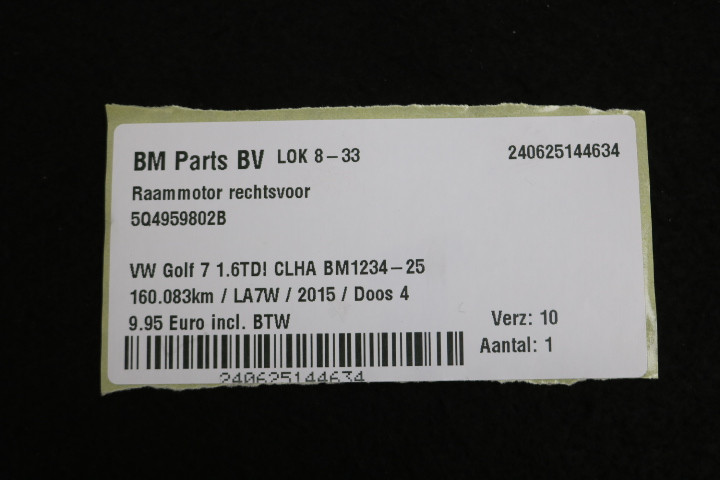 BM Parts BV LOK 8-33 240625144634
Raammotor rechtsvoor
5Q4959802B
VW Golf 7 1.6TDI CLHA BM1234-25
160.083km / LA7W / 2015 / Doos 4
9.95 Euro incl. BTW Verz: 10
Aantal: 1
240625144634